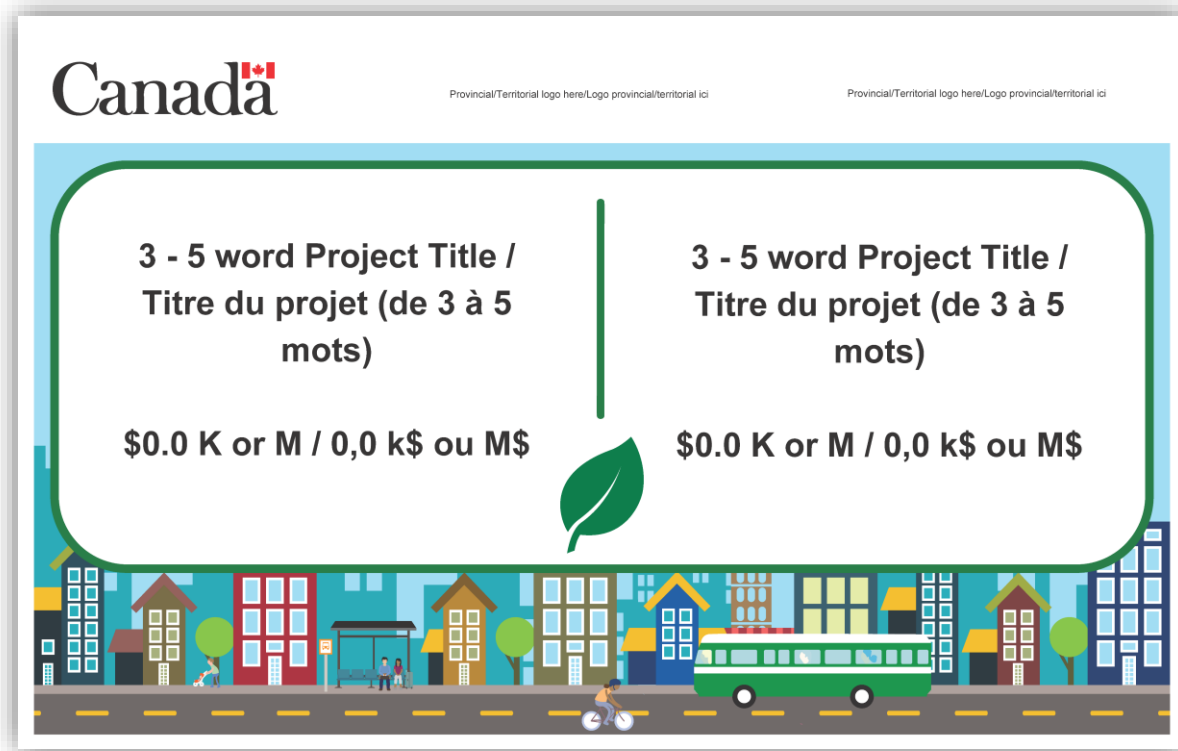 Canada
Provincial/Territorial logo here/Logo provincial/territorial ici
Provincial/Territorial logo here/Logo provincial/territorial ici
3 - 5 word Project Title /
Titre du projet (de 3 à 5
mots)
$0.0 K or M / 0,0 k$ ou M$
3 - 5 word Project Title /
Titre du projet (de 3 à 5
mots)
$0.0 K or M / 0,0 k$ ou M$